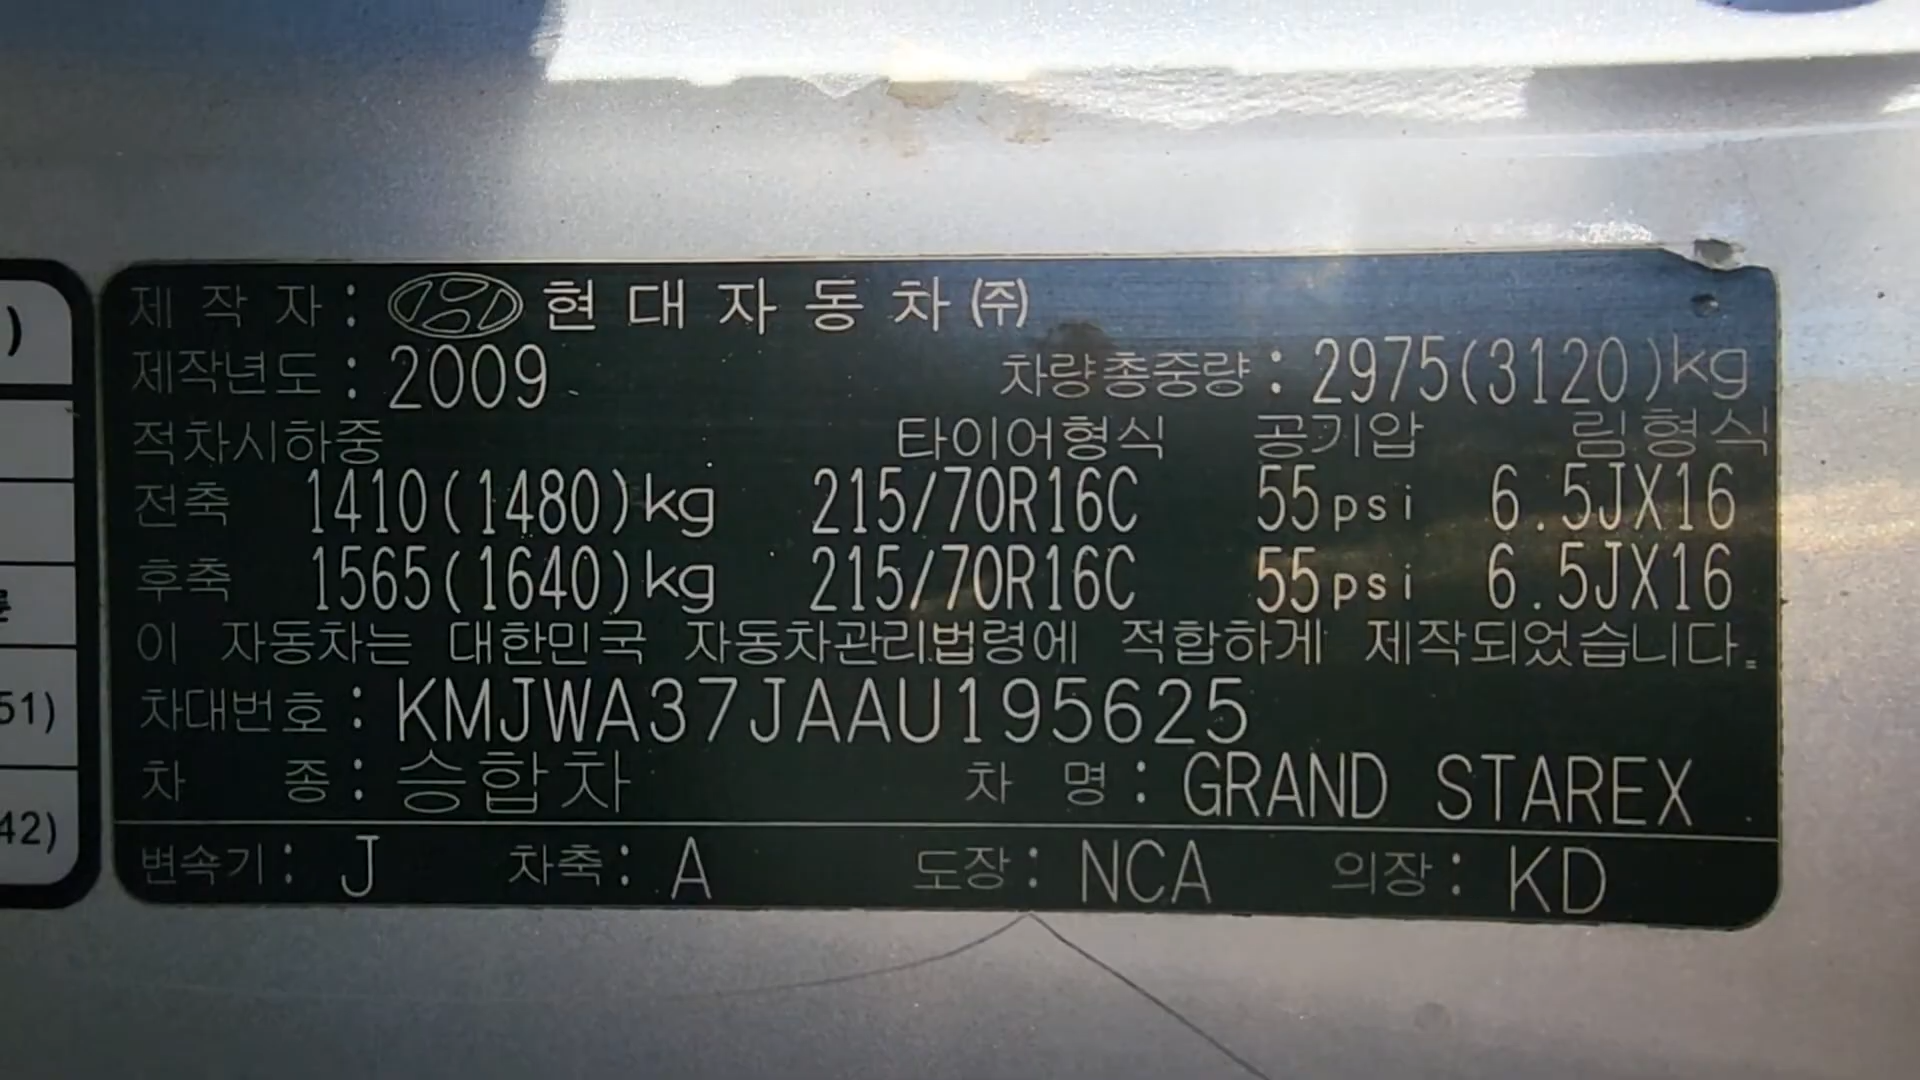 제 작 자 : 현 대 자 동 차 ㈜
제작년도 : 2009 차량총중량 : 2975(3120)kg
적차시하중 타이어형식 공기압 림형식
전축 1410(1480)kg 215/70R16C 55psi 6.5JX16
후축 1565(1640)kg 215/70R16C 55psi 6.5JX16
이 자동차는 대한민국 자동차관리법령에 적합하게 제작되었습니다.
차대번호 : KMJWA37JAAU195625
차 종 : 승합차 차 명 : GRAND STAREX
변속기 : J 차축 : A 도장 : NCA 의장 : KD
)
51)
42)